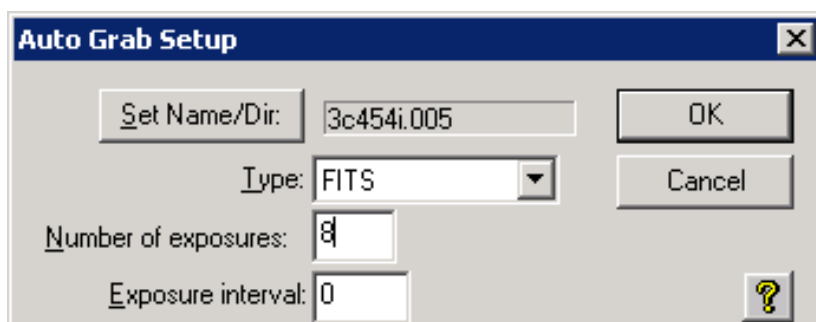 Auto Grab Setup
Set Name/Dir: 3c454i.005 OK
Type: FITS Cancel
Number of exposures: 8
Exposure interval: 0 ?